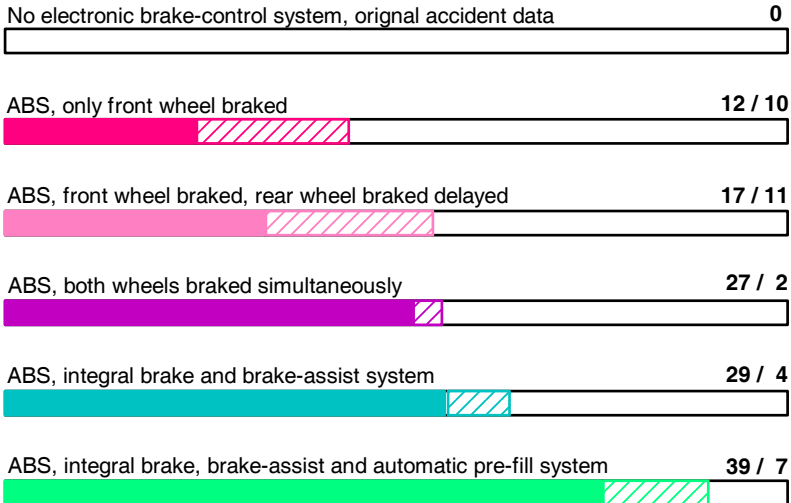 No electronic brake-control system, orignal accident data 0
ABS, only front wheel braked 12 / 10
ABS, front wheel braked, rear wheel braked delayed 17 / 11
ABS, both wheels braked simultaneously 27 / 2
ABS, integral brake and brake-assist system 29 / 4
ABS, integral brake, brake-assist and automatic pre-fill system 39 / 7